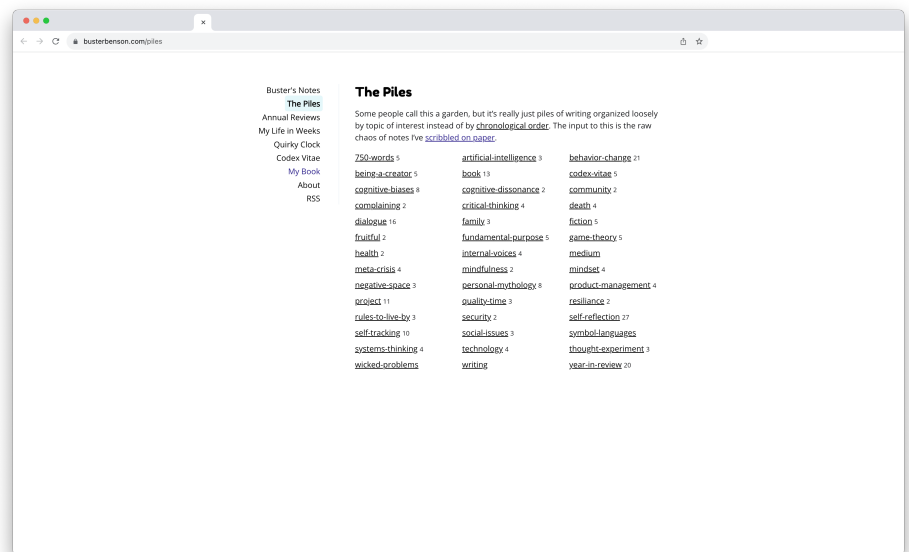 busterbenson.com/piles
Buster's Notes
The Piles
Annual Reviews
My Life in Weeks
Quirky Clock
Codex Vitae
My Book
About
RSS
The Piles
Some people call this a garden, but it's really just piles of writing organized loosely
by topic of interest instead of by chronological order. The input to this is the raw
chaos of notes I've scribbled on paper.
750-words 5 artificial-intelligence 3 behavior-change 21
being-a-creator 5 book 13 codex-vitae 5
cognitive-biases 8 cognitive-dissonance 2 community 2
complaining 2 critical-thinking 4 death 4
dialogue 16 family 3 fiction 5
fruitful 2 fundamental-purpose 5 game-theory 5
health 2 internal-voices 4 medium
meta-crisis 4 mindfulness 2 mindset 4
negative-space 3 personal-mythology 8 product-management 4
project 11 quality-time 3 resiliance 2
rules-to-live-by 3 security 2 self-reflection 27
self-tracking 10 social-issues 3 symbol-languages
systems-thinking 4 technology 4 thought-experiment 3
wicked-problems writing year-in-review 20